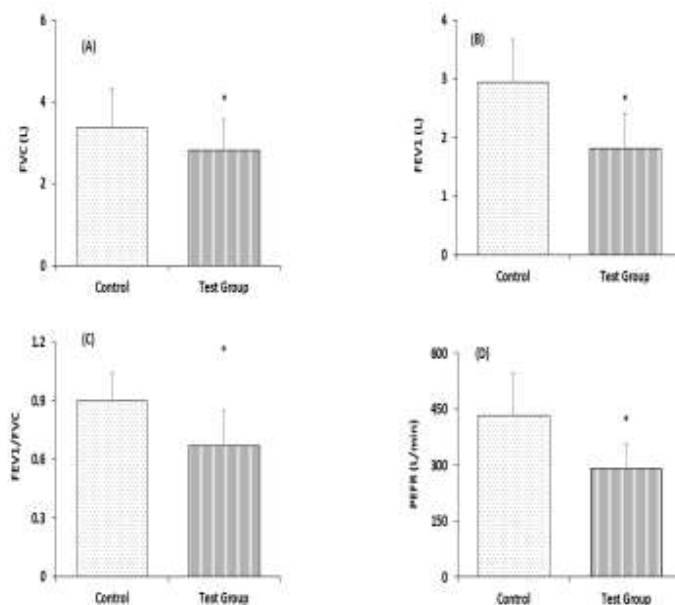 (A)
FVC (L)
6
4
2
0
*
Control Test Group
(B)
FEV1 (L)
4
3
2
1
0
*
Control Test Group
(C)
FEV1/FVC
1.2
0.9
0.6
0.3
0
*
Control Test Group
(D)
PEFR (L/min)
600
450
300
150
0
*
Control Test Group